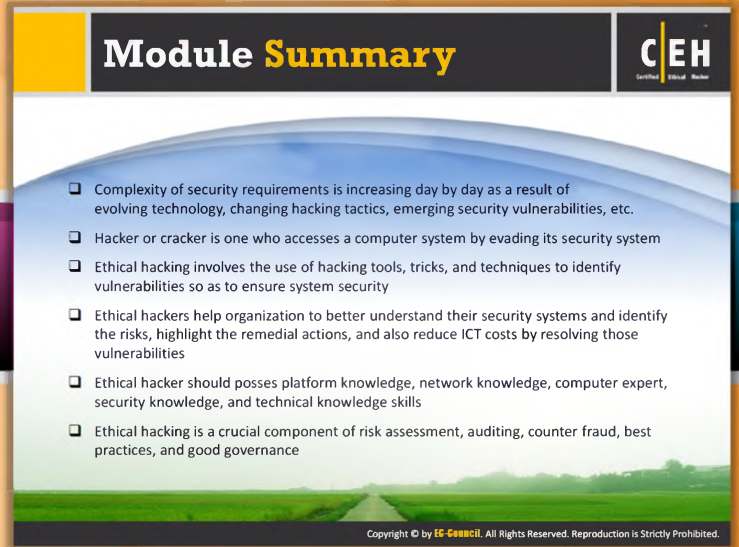 Module Summary
C|EH
Certified Ethical Hacker
Complexity of security requirements is increasing day by day as a result of
evolving technology, changing hacking tactics, emerging security vulnerabilities, etc.
Hacker or cracker is one who accesses a computer system by evading its security system
Ethical hacking involves the use of hacking tools, tricks, and techniques to identify
vulnerabilities so as to ensure system security
Ethical hackers help organization to better understand their security systems and identify
the risks, highlight the remedial actions, and also reduce ICT costs by resolving those
vulnerabilities
Ethical hacker should posses platform knowledge, network knowledge, computer expert,
security knowledge, and technical knowledge skills
Ethical hacking is a crucial component of risk assessment, auditing, counter fraud, best
practices, and good governance
Copyright © by EC-Council. All Rights Reserved. Reproduction is Strictly Prohibited.